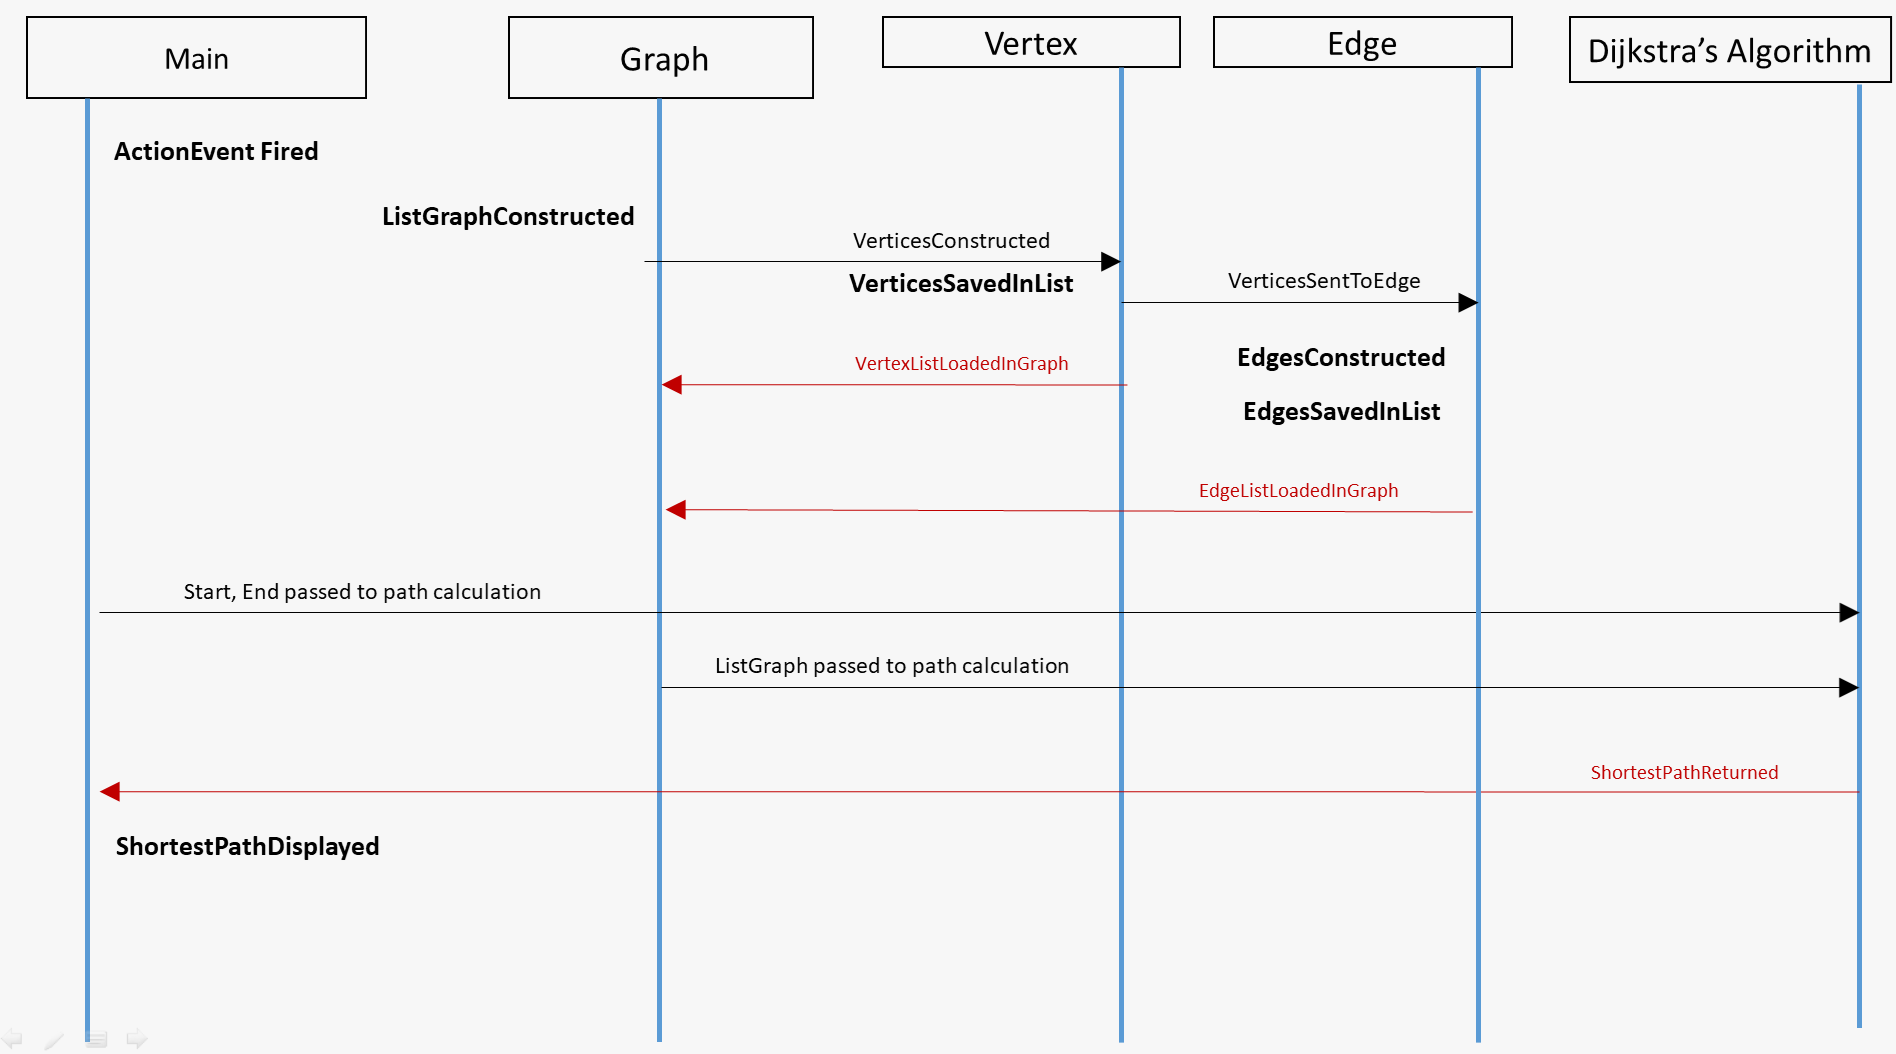 Main
Graph
Vertex
Edge
Dijkstra’s Algorithm
ActionEvent Fired
ListGraphConstructed
VerticesConstructed
VerticesSavedInList
VerticesSentToEdge
VertexListLoadedInGraph
EdgesConstructed
EdgesSavedInList
EdgeListLoadedInGraph
Start, End passed to path calculation
ListGraph passed to path calculation
ShortestPathReturned
ShortestPathDisplayed